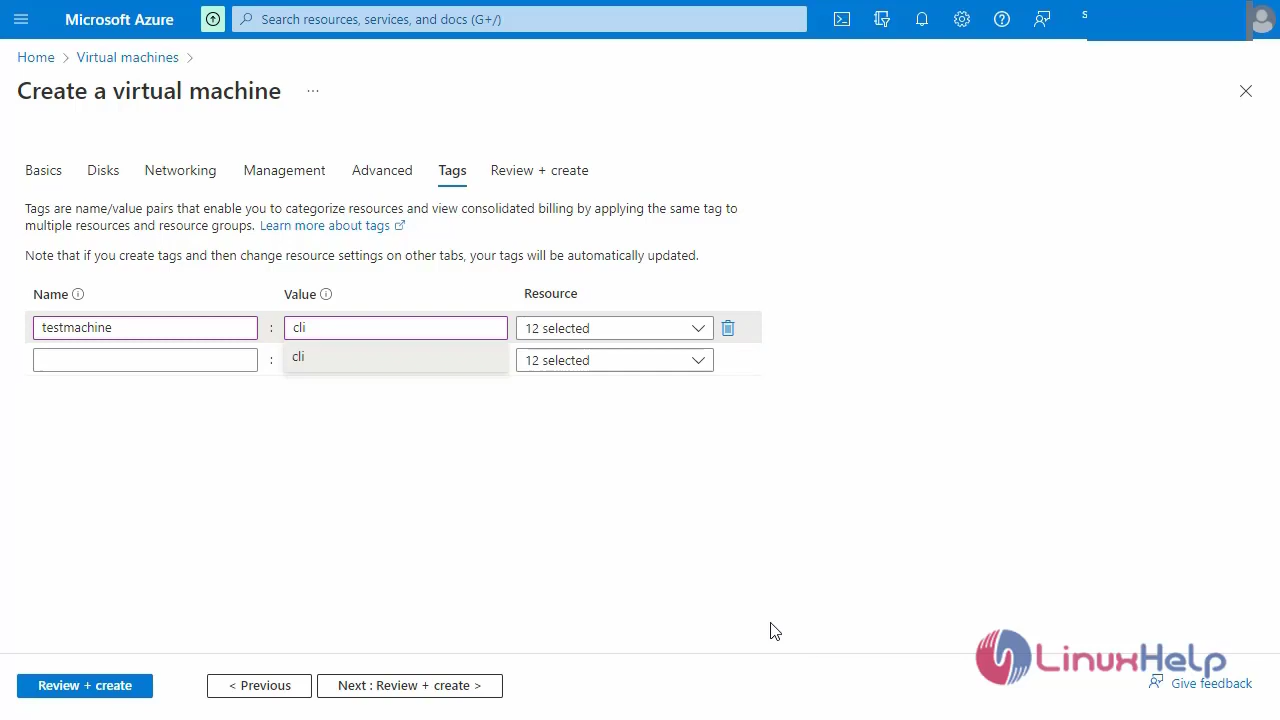 Microsoft Azure
Search resources, services, and docs (G+/)
S
Home > Virtual machines >
Create a virtual machine ...
Basics Disks Networking Management Advanced Tags Review + create
Tags are name/value pairs that enable you to categorize resources and view consolidated billing by applying the same tag to
multiple resources and resource groups. Learn more about tags
Note that if you create tags and then change resource settings on other tabs, your tags will be automatically updated.
Name Value Resource
testmachine : cli 12 selected
: 12 selected
cli
LinuxHelp
Review + create < Previous Next : Review + create > Give feedback